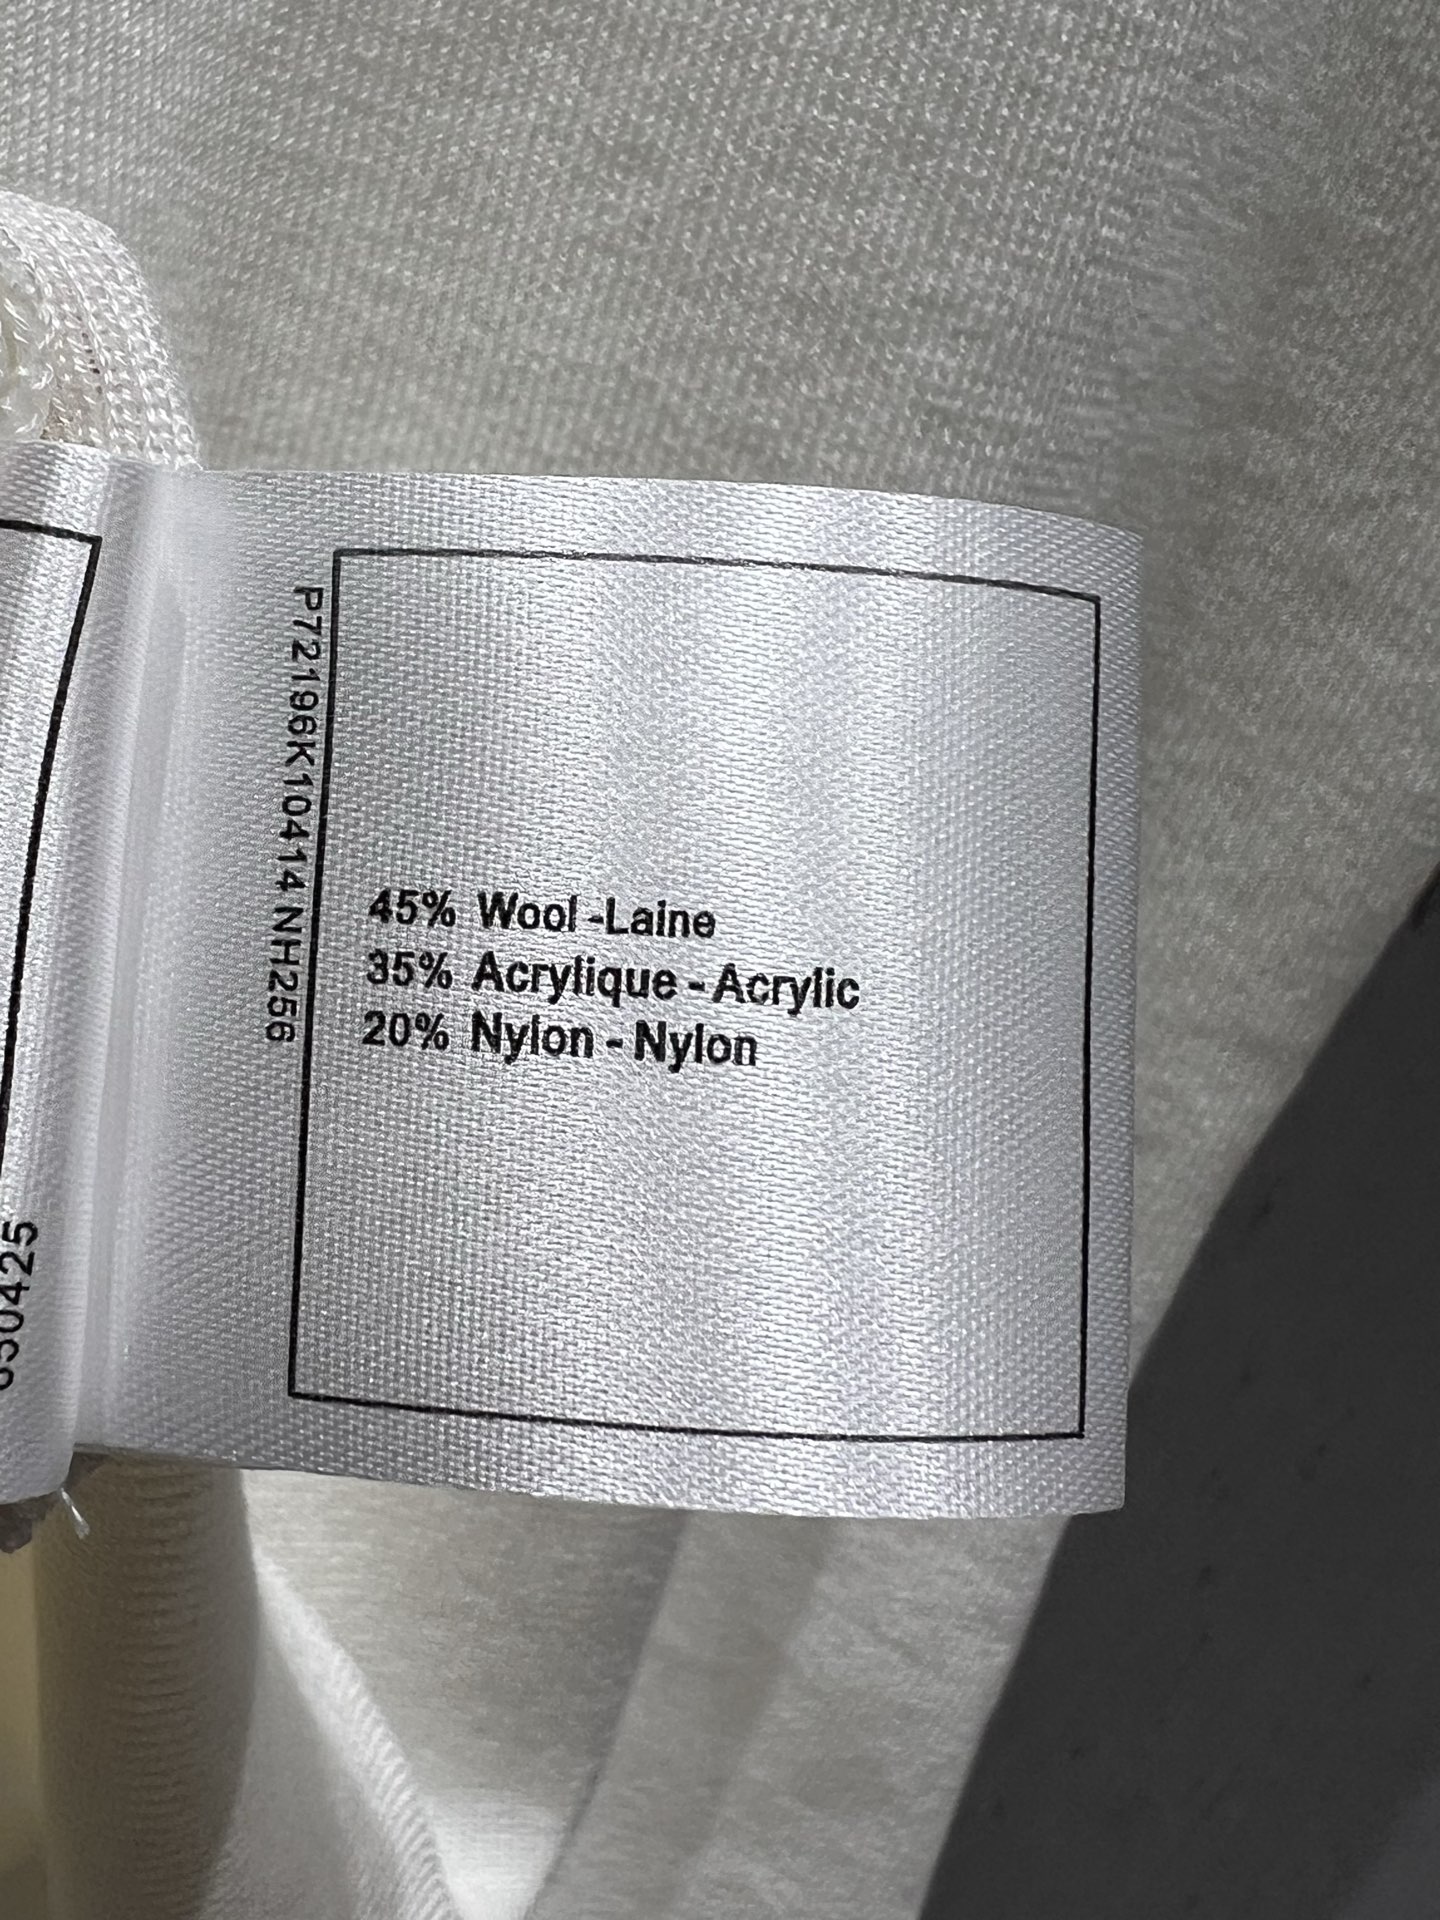 P72196K10414 NH256
45% Wool -Laine
35% Acrylique - Acrylic
20% Nylon - Nylon